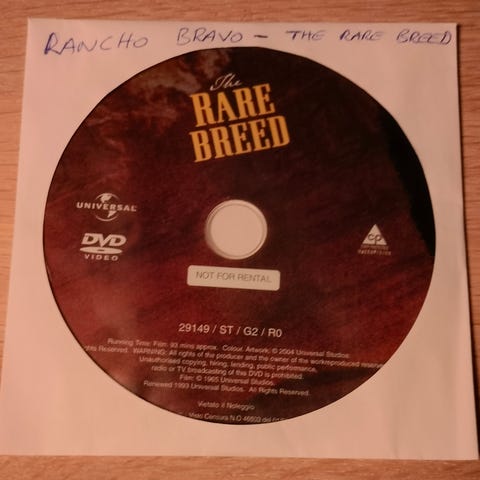 RANCHO BRAVO - THE RARE BREED
The
RARE
BREED
UNIVERSAL
DVD
VIDEO
NOT FOR RENTAL
29149 / ST / G2 / R0
Running Time: Film: 93 mins approx. Colour. Artwork: © 2004 Universal Studios.
Reserved. WARNING: All rights of the producer and the owner of the workreproduced
Unauthorised copying, hiring, lending, public performance,
radio or TV broadcasting of this DVD is prohibited.
Film: © 1965 Universal Studios.
Renewed 1993 Universal Studios. All Rights Reserved.
Vietato il Noleggio
Visto Censura N.O